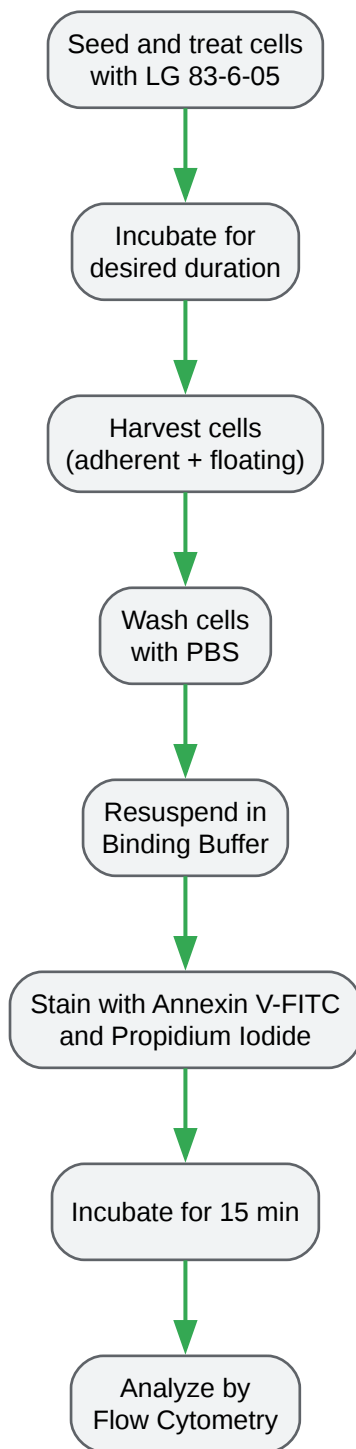 Seed and treat cells
with LG 83-6-05
Incubate for
desired duration
Harvest cells
(adherent + floating)
Wash cells
with PBS
Resuspend in
Binding Buffer
Stain with Annexin V-FITC
and Propidium Iodide
Incubate for 15 min
Analyze by
Flow Cytometry